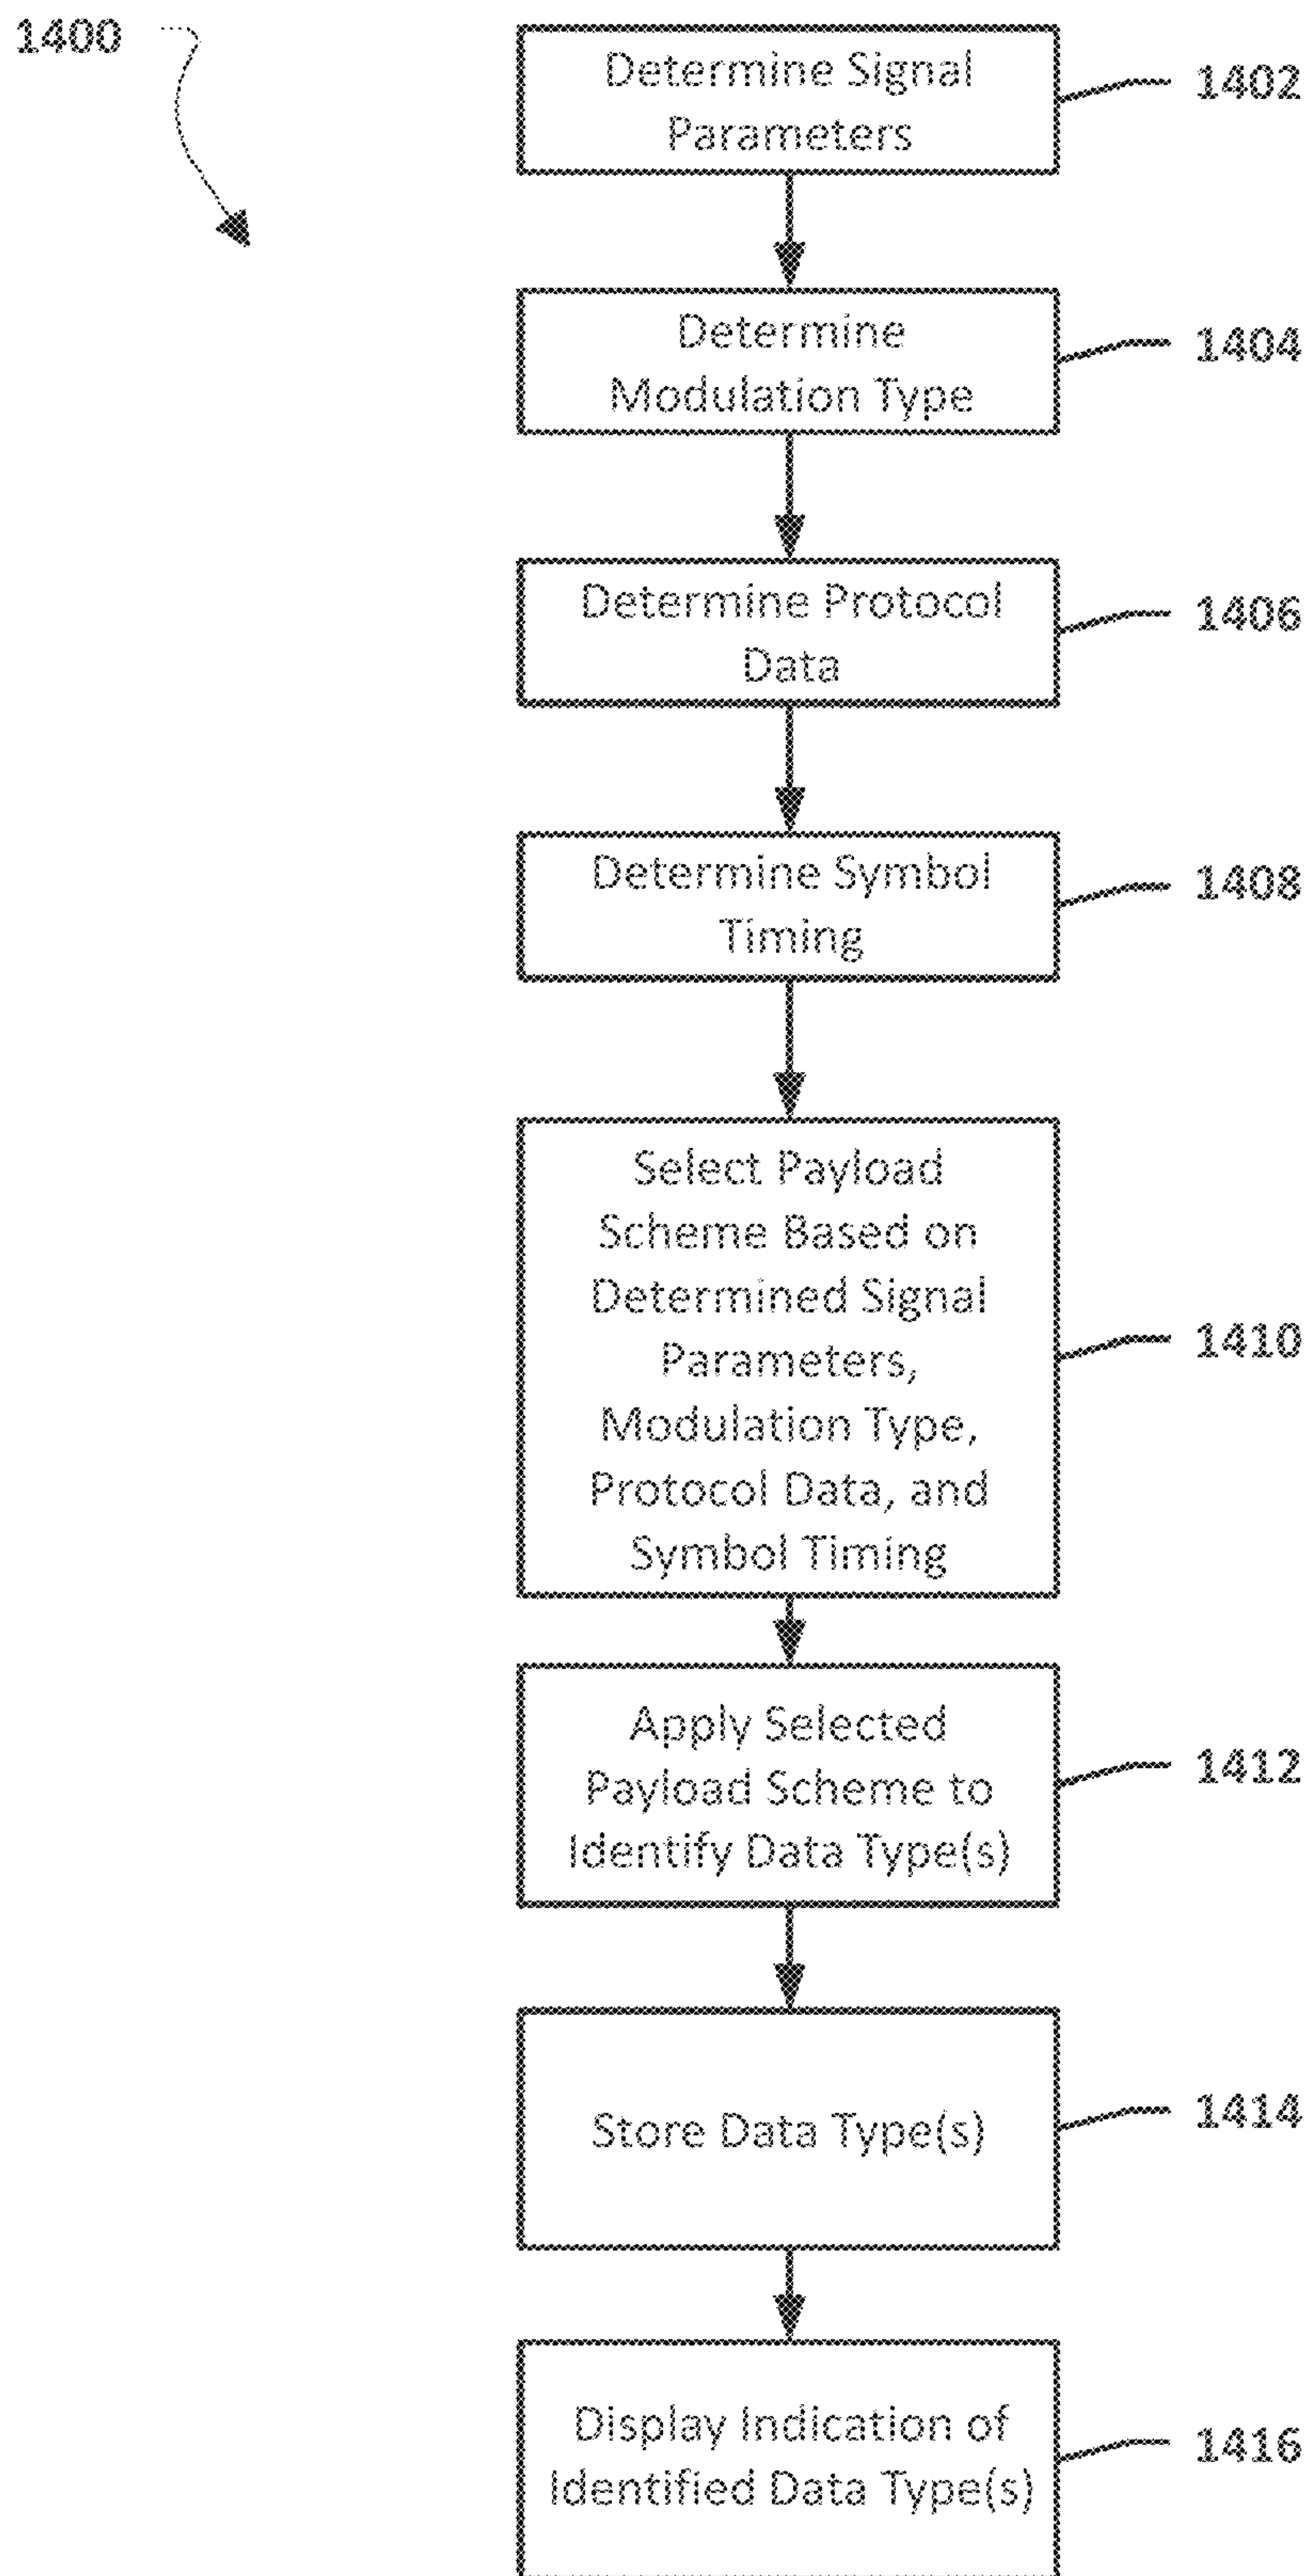 1400
Determine Signal
Parameters
1402
Determine
Modulation Type
1404
Determine Protocol
Data
1406
Determine Symbol
Timing
1408
Select Payload
Scheme Based on
Determined Signal
Parameters,
Modulation Type,
Protocol Data, and
Symbol Timing
1410
Apply Selected
Payload Scheme to
Identify Data Type(s)
1412
Store Data Type(s)
1414
Display Indication of
Identified Data Type(s)
1416